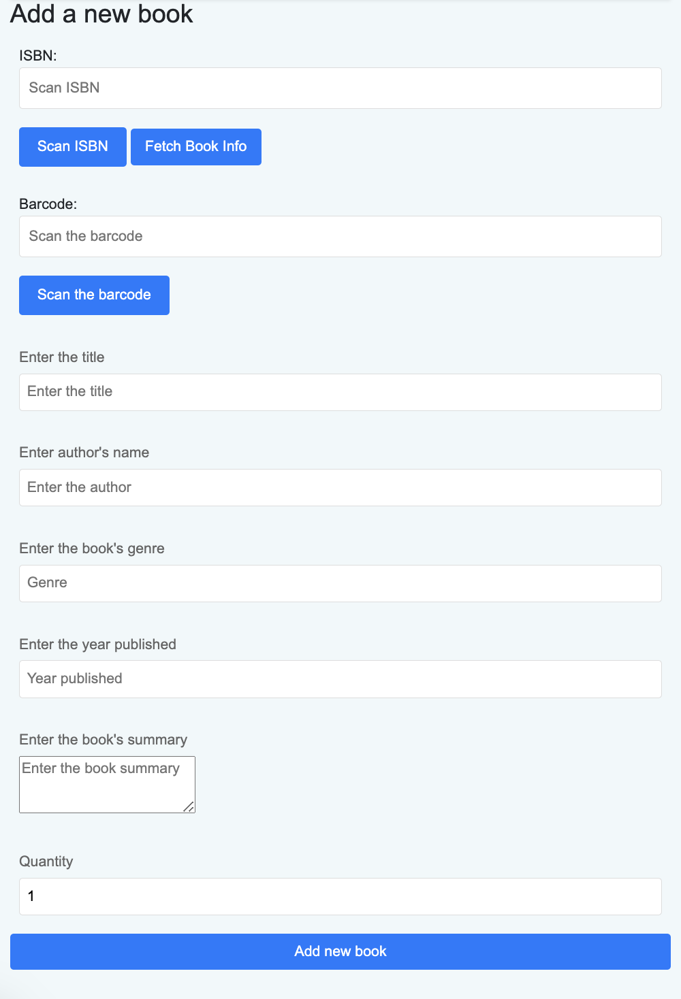 Add a new book
ISBN:
Scan ISBN
Scan ISBN Fetch Book Info
Barcode:
Scan the barcode
Scan the barcode
Enter the title
Enter the title
Enter author's name
Enter the author
Enter the book's genre
Genre
Enter the year published
Year published
Enter the book's summary
Enter the book summary
Quantity
1
Add new book